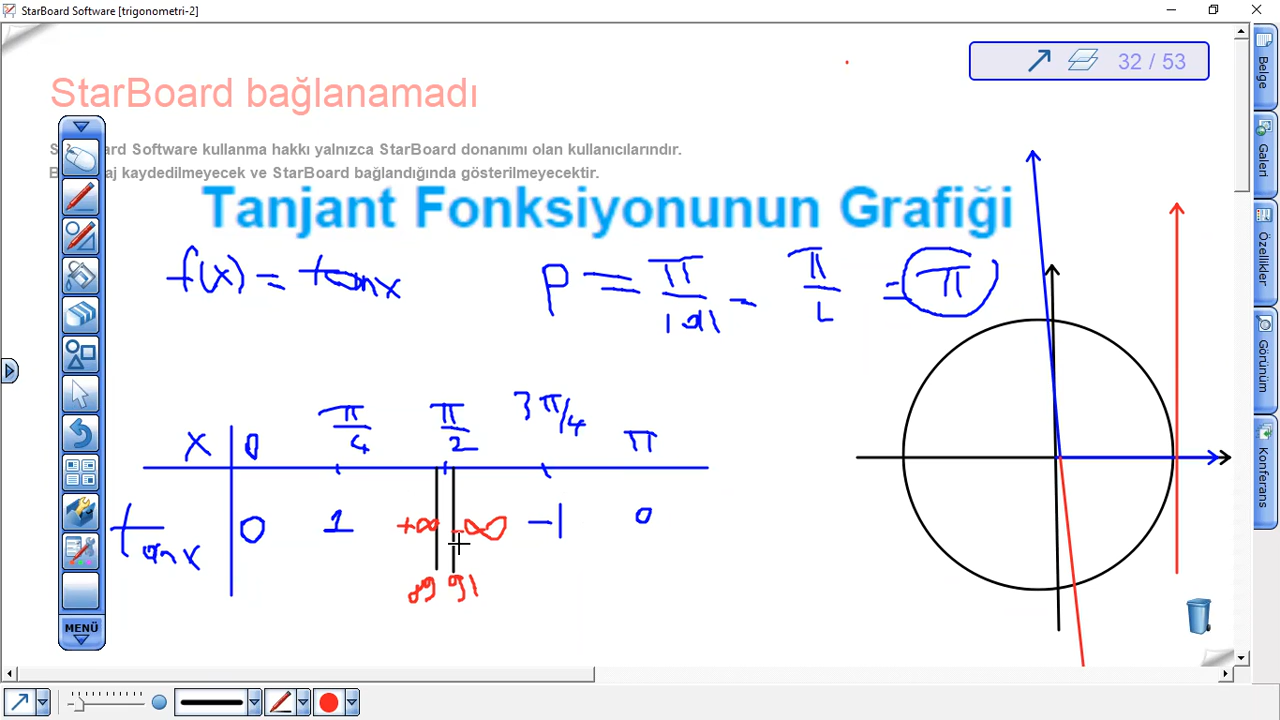 StarBoard Software [trigonometri-2]
32 / 53
StarBoard bağlanamadı
Software kullanma hakkı yalnızca StarBoard donanımı olan kullanıcılarındır.
kaydedilmeyecek ve StarBoard bağlandığında gösterilmeyecektir.
Tanjant Fonksiyonunun Grafiği
f(x) = tanx P = π/|a| = π/1 = π
x 0 π/4 π/2 3π/4 π
tanx 0 1 +∞ -∞ -1 0
89 91
MENÜ
Belge
Galeri
Özellikler
Görünüm
Konferans